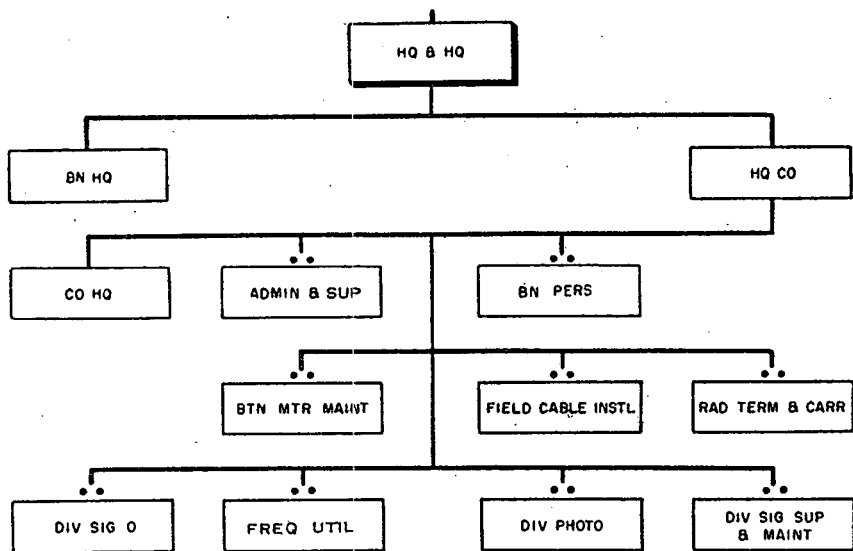 HQ & HQ
BN HQ
HQ CO
CO HQ
ADMIN & SUP
BN PERS
BTN MTR MAINT
FIELD CABLE INSTL
RAD TERM & CARR
DIV SIG O
FREQ UTIL
DIV PHOTO
DIV SIG SUP
& MAINT